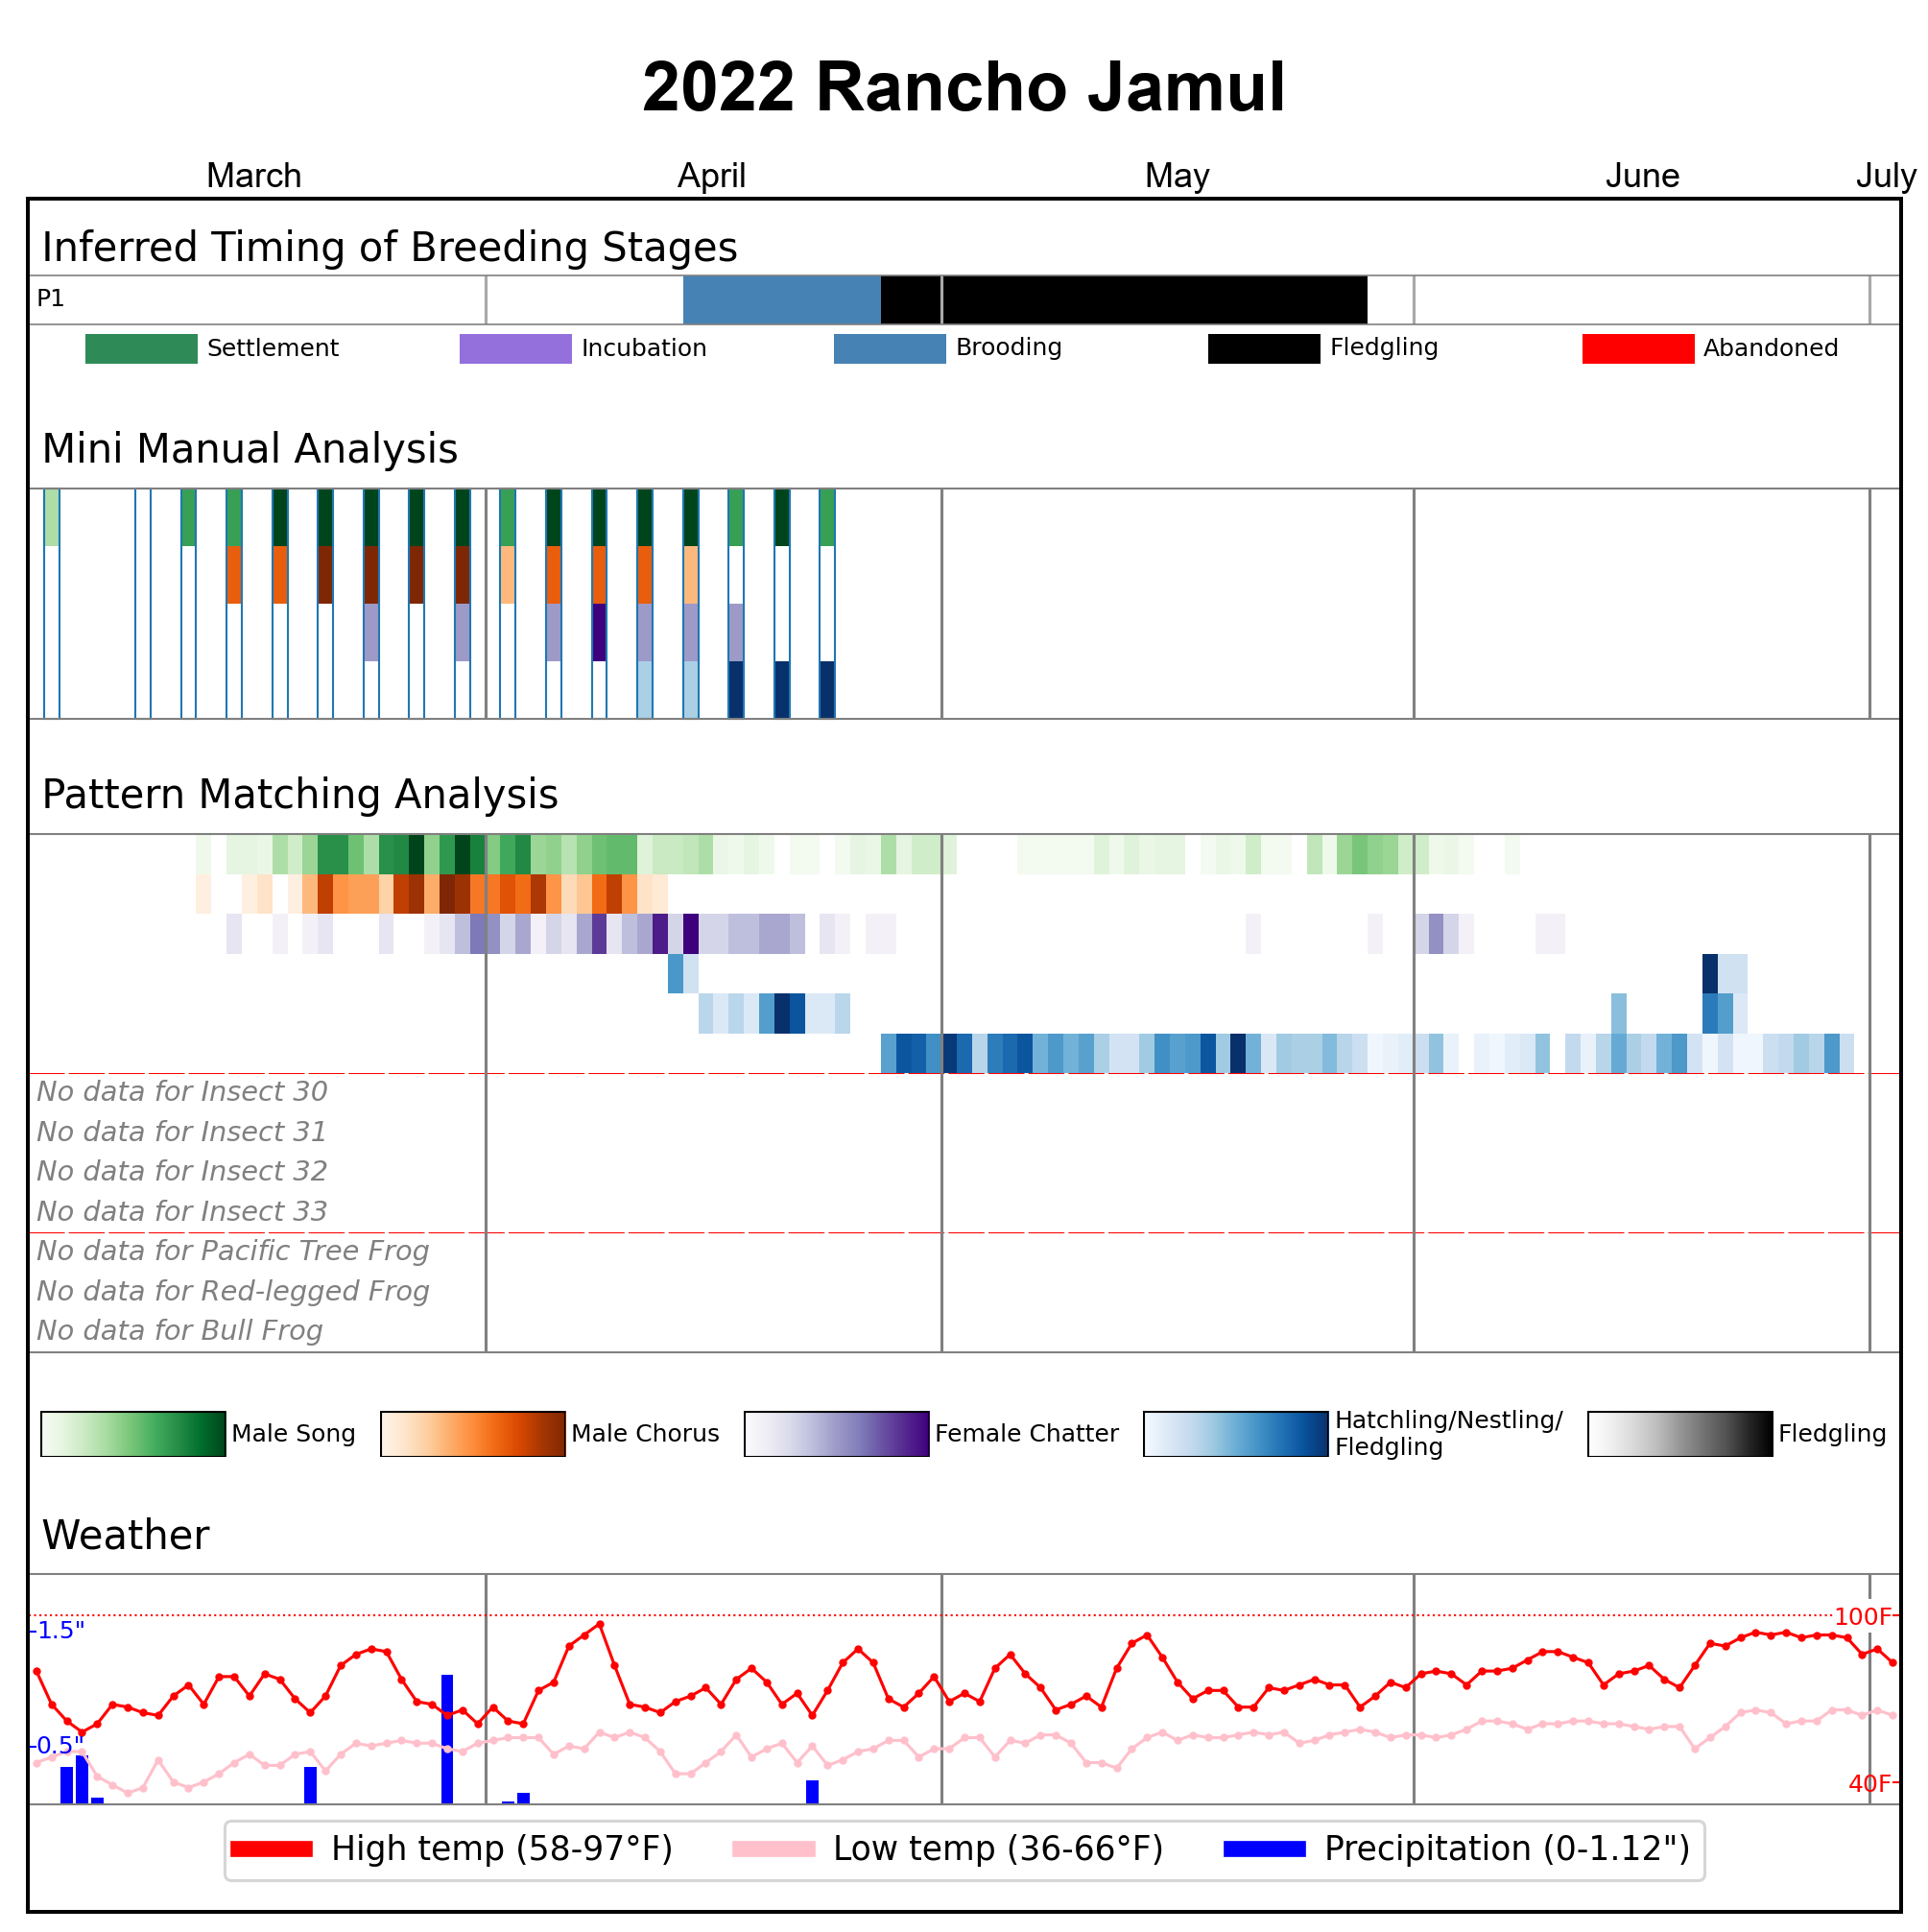 2022 Rancho Jamul
March April May June July
Inferred Timing of Breeding Stages
P1
Settlement Incubation Brooding Fledgling Abandoned
Mini Manual Analysis
Pattern Matching Analysis
No data for Insect 30
No data for Insect 31
No data for Insect 32
No data for Insect 33
No data for Pacific Tree Frog
No data for Red-legged Frog
No data for Bull Frog
Male Song Male Chorus Female Chatter Hatchling/Nestling/
Fledgling Fledgling
Weather
1.5" 100F
0.5"
40F
High temp (58-97°F) Low temp (36-66°F) Precipitation (0-1.12")